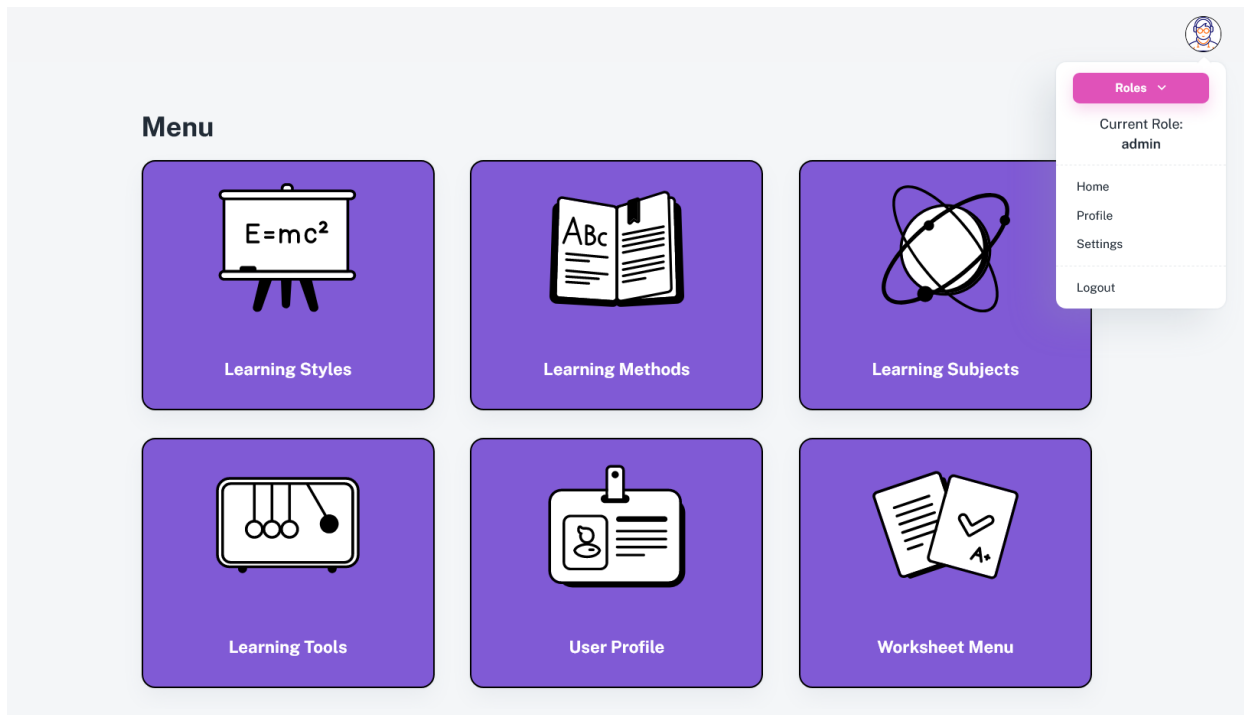 Roles
Current Role:
admin
Home
Profile
Settings
Logout
Menu
E=mc²
Learning Styles
ABc
Learning Methods
Learning Subjects
Learning Tools
User Profile
A+
Worksheet Menu